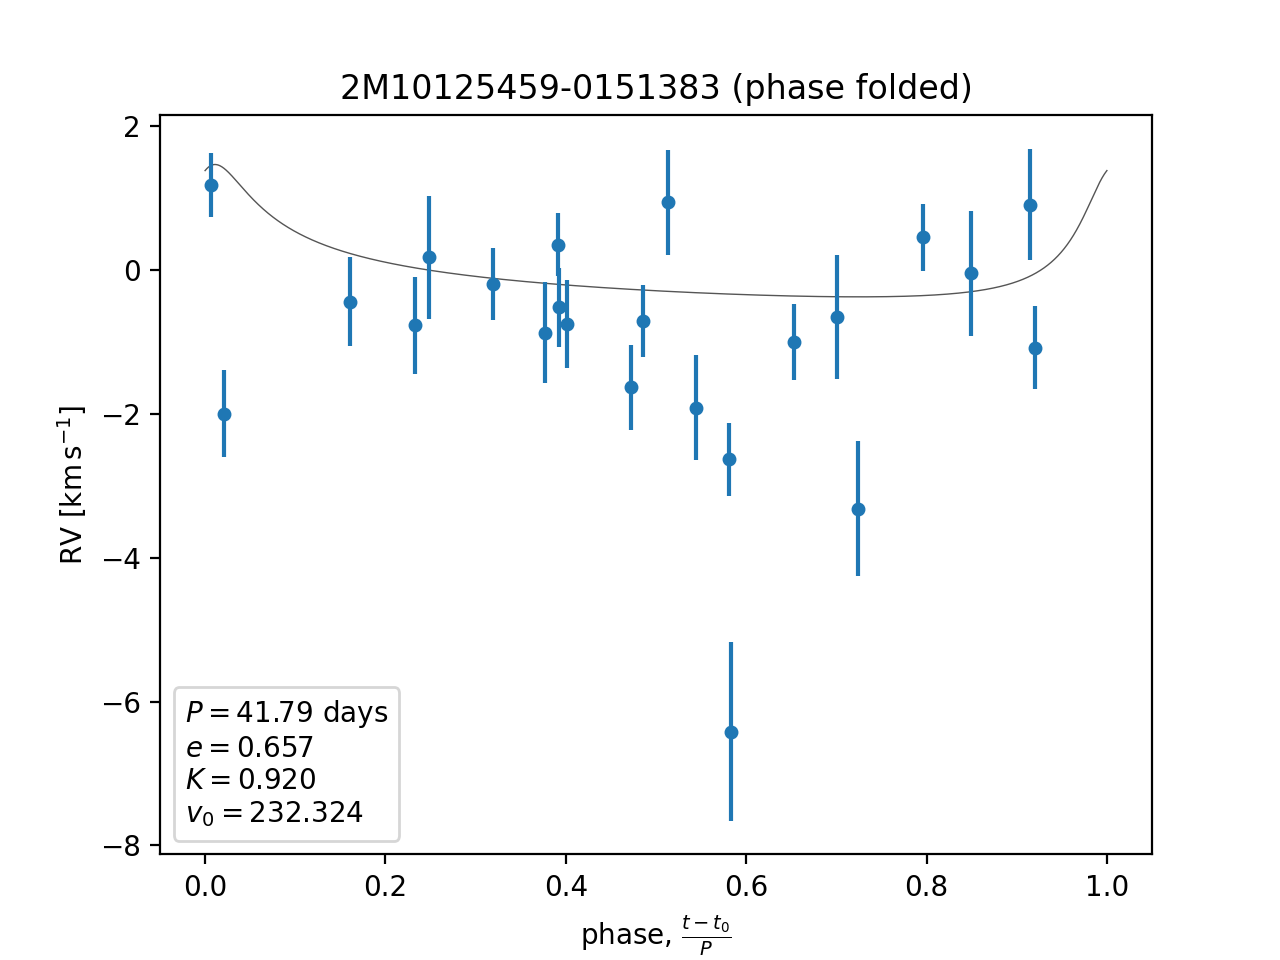 2M10125459-0151383 (phase folded)
RV [km s⁻¹]
2
0
−2
−4
−6
−8
P = 41.79 days
e = 0.657
K = 0.920
v₀ = 232.324
0.0 0.2 0.4 0.6 0.8 1.0
phase, (t − t₀)/P